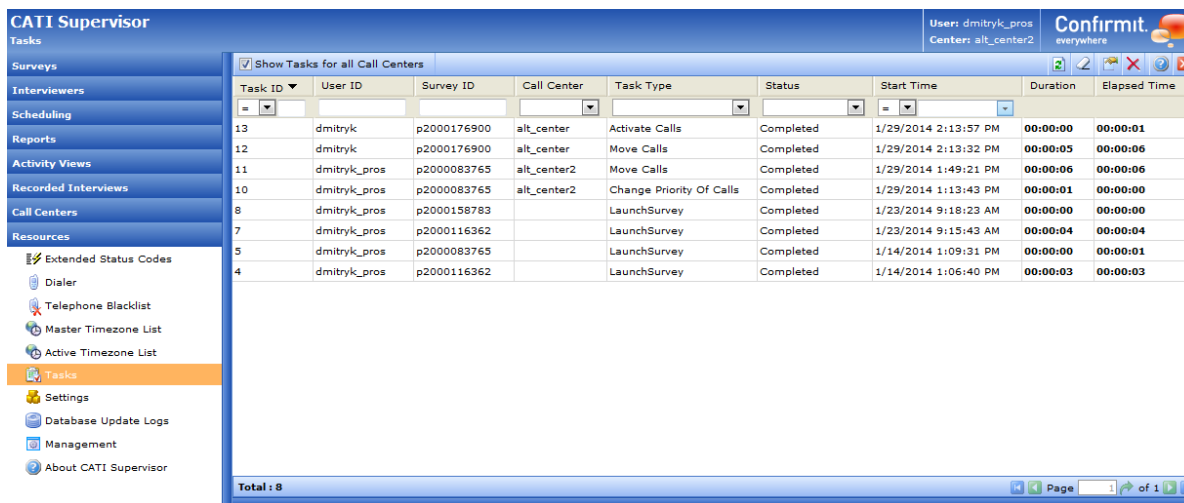 CATI Supervisor
Tasks
User: dmitryk_pros
Center: alt_center2
Confirmit.
everywhere
Surveys
Interviewers
Scheduling
Reports
Activity Views
Recorded Interviews
Call Centers
Resources
Extended Status Codes
Dialer
Telephone Blacklist
Master Timezone List
Active Timezone List
Tasks
Settings
Database Update Logs
Management
About CATI Supervisor
Show Tasks for all Call Centers
Task ID User ID Survey ID Call Center Task Type Status Start Time Duration Elapsed Time
= =
13 dmitryk p2000176900 alt_center Activate Calls Completed 1/29/2014 2:13:57 PM 00:00:00 00:00:01
12 dmitryk p2000176900 alt_center Move Calls Completed 1/29/2014 2:13:32 PM 00:00:05 00:00:06
11 dmitryk_pros p2000083765 alt_center2 Move Calls Completed 1/29/2014 1:49:21 PM 00:00:06 00:00:06
10 dmitryk_pros p2000083765 alt_center2 Change Priority Of Calls Completed 1/29/2014 1:13:43 PM 00:00:01 00:00:00
8 dmitryk_pros p2000158783 LaunchSurvey Completed 1/23/2014 9:18:23 AM 00:00:00 00:00:00
7 dmitryk_pros p2000116362 LaunchSurvey Completed 1/23/2014 9:15:43 AM 00:00:04 00:00:04
5 dmitryk_pros p2000083765 LaunchSurvey Completed 1/14/2014 1:09:31 PM 00:00:00 00:00:01
4 dmitryk_pros p2000116362 LaunchSurvey Completed 1/14/2014 1:06:40 PM 00:00:03 00:00:03
Total : 8
Page 1 of 1